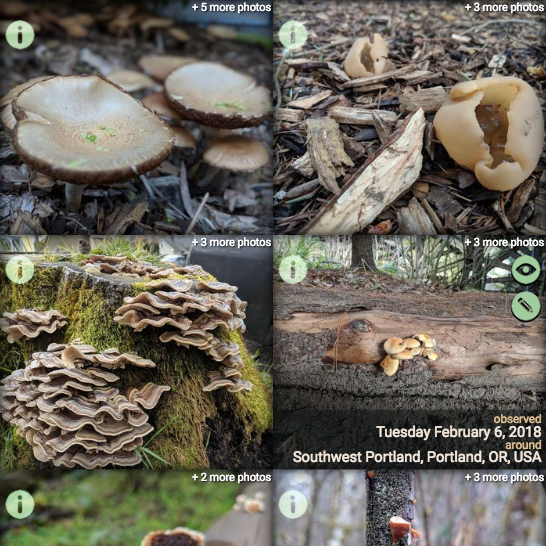 + 5 more photos
+ 3 more photos
i
i
+ 3 more photos
+ 3 more photos
i
i
observed
Tuesday February 6, 2018
around
Southwest Portland, Portland, OR, USA
+ 2 more photos
+ 3 more photos
i
i